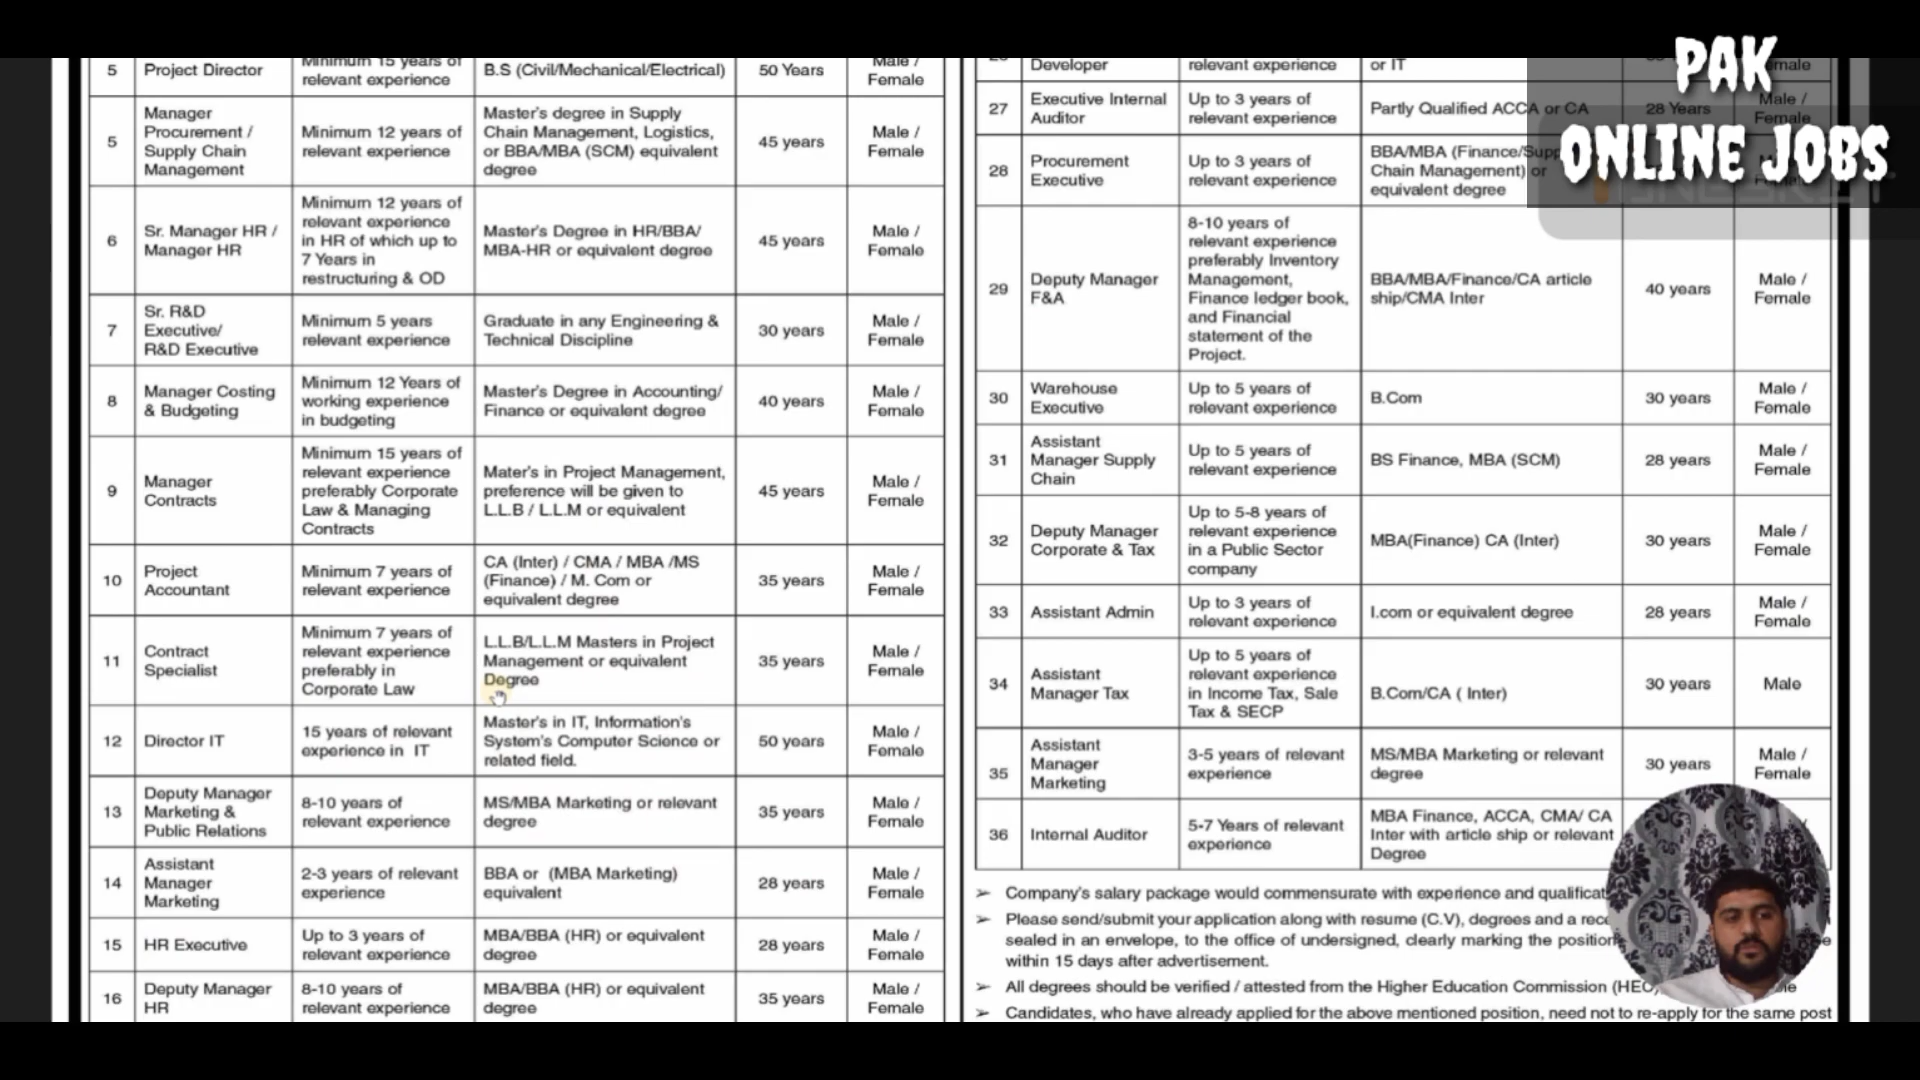 5 Project Director Minimum 15 years of relevant experience B.S (Civil/Mechanical/Electrical) 50 Years Male / Female
5 Manager Procurement / Supply Chain Management Minimum 12 years of relevant experience Master's degree in Supply Chain Management, Logistics, or BBA/MBA (SCM) equivalent degree 45 years Male / Female
6 Sr. Manager HR / Manager HR Minimum 12 years of relevant experience in HR of which up to 7 Years in restructuring & OD Master's Degree in HR/BBA/ MBA-HR or equivalent degree 45 years Male / Female
7 Sr. R&D Executive/ R&D Executive Minimum 5 years relevant experience Graduate in any Engineering & Technical Discipline 30 years Male / Female
8 Manager Costing & Budgeting Minimum 12 Years of working experience in budgeting Master's Degree in Accounting/ Finance or equivalent degree 40 years Male / Female
9 Manager Contracts Minimum 15 years of relevant experience preferably Corporate Law & Managing Contracts Mater's in Project Management, preference will be given to L.L.B / L.L.M or equivalent 45 years Male / Female
10 Project Accountant Minimum 7 years of relevant experience CA (Inter) / CMA / MBA /MS (Finance) / M. Com or equivalent degree 35 years Male / Female
11 Contract Specialist Minimum 7 years of relevant experience preferably in Corporate Law L.L.B/L.L.M Masters in Project Management or equivalent Degree 35 years Male / Female
12 Director IT 15 years of relevant experience in IT Master's in IT, Information's System's Computer Science or related field. 50 years Male / Female
13 Deputy Manager Marketing & Public Relations 8-10 years of relevant experience MS/MBA Marketing or relevant degree 35 years Male / Female
14 Assistant Manager Marketing 2-3 years of relevant experience BBA or (MBA Marketing) equivalent 28 years Male / Female
15 HR Executive Up to 3 years of relevant experience MBA/BBA (HR) or equivalent degree 28 years Male / Female
16 Deputy Manager HR 8-10 years of relevant experience MBA/BBA (HR) or equivalent degree 35 years Male / Female
Developer relevant experience or IT
27 Executive Internal Auditor Up to 3 years of relevant experience Partly Qualified ACCA or CA 28 Years Male / Female
28 Procurement Executive Up to 3 years of relevant experience BBA/MBA (Finance/Supp Chain Management) or equivalent degree
29 Deputy Manager F&A 8-10 years of relevant experience preferably Inventory Management, Finance ledger book, and Financial statement of the Project. BBA/MBA/Finance/CA article ship/CMA Inter 40 years Male / Female
30 Warehouse Executive Up to 5 years of relevant experience B.Com 30 years Male / Female
31 Assistant Manager Supply Chain Up to 5 years of relevant experience BS Finance, MBA (SCM) 28 years Male / Female
32 Deputy Manager Corporate & Tax Up to 5-8 years of relevant experience in a Public Sector company MBA(Finance) CA (Inter) 30 years Male / Female
33 Assistant Admin Up to 3 years of relevant experience I.com or equivalent degree 28 years Male / Female
34 Assistant Manager Tax Up to 5 years of relevant experience in Income Tax, Sale Tax & SECP B.Com/CA ( Inter) 30 years Male
35 Assistant Manager Marketing 3-5 years of relevant experience MS/MBA Marketing or relevant degree 30 years Male / Female
36 Internal Auditor 5-7 Years of relevant experience MBA Finance, ACCA, CMA/ CA Inter with article ship or relevant Degree
➢ Company's salary package would commensurate with experience and qualificat
➢ Please send/submit your application along with resume (C.V), degrees and a rece
sealed in an envelope, to the office of undersigned, clearly marking the position
within 15 days after advertisement.
➢ All degrees should be verified / attested from the Higher Education Commission (HEC)
➢ Candidates, who have already applied for the above mentioned position, need not to re-apply for the same post
PAK
ONLINE JOBS